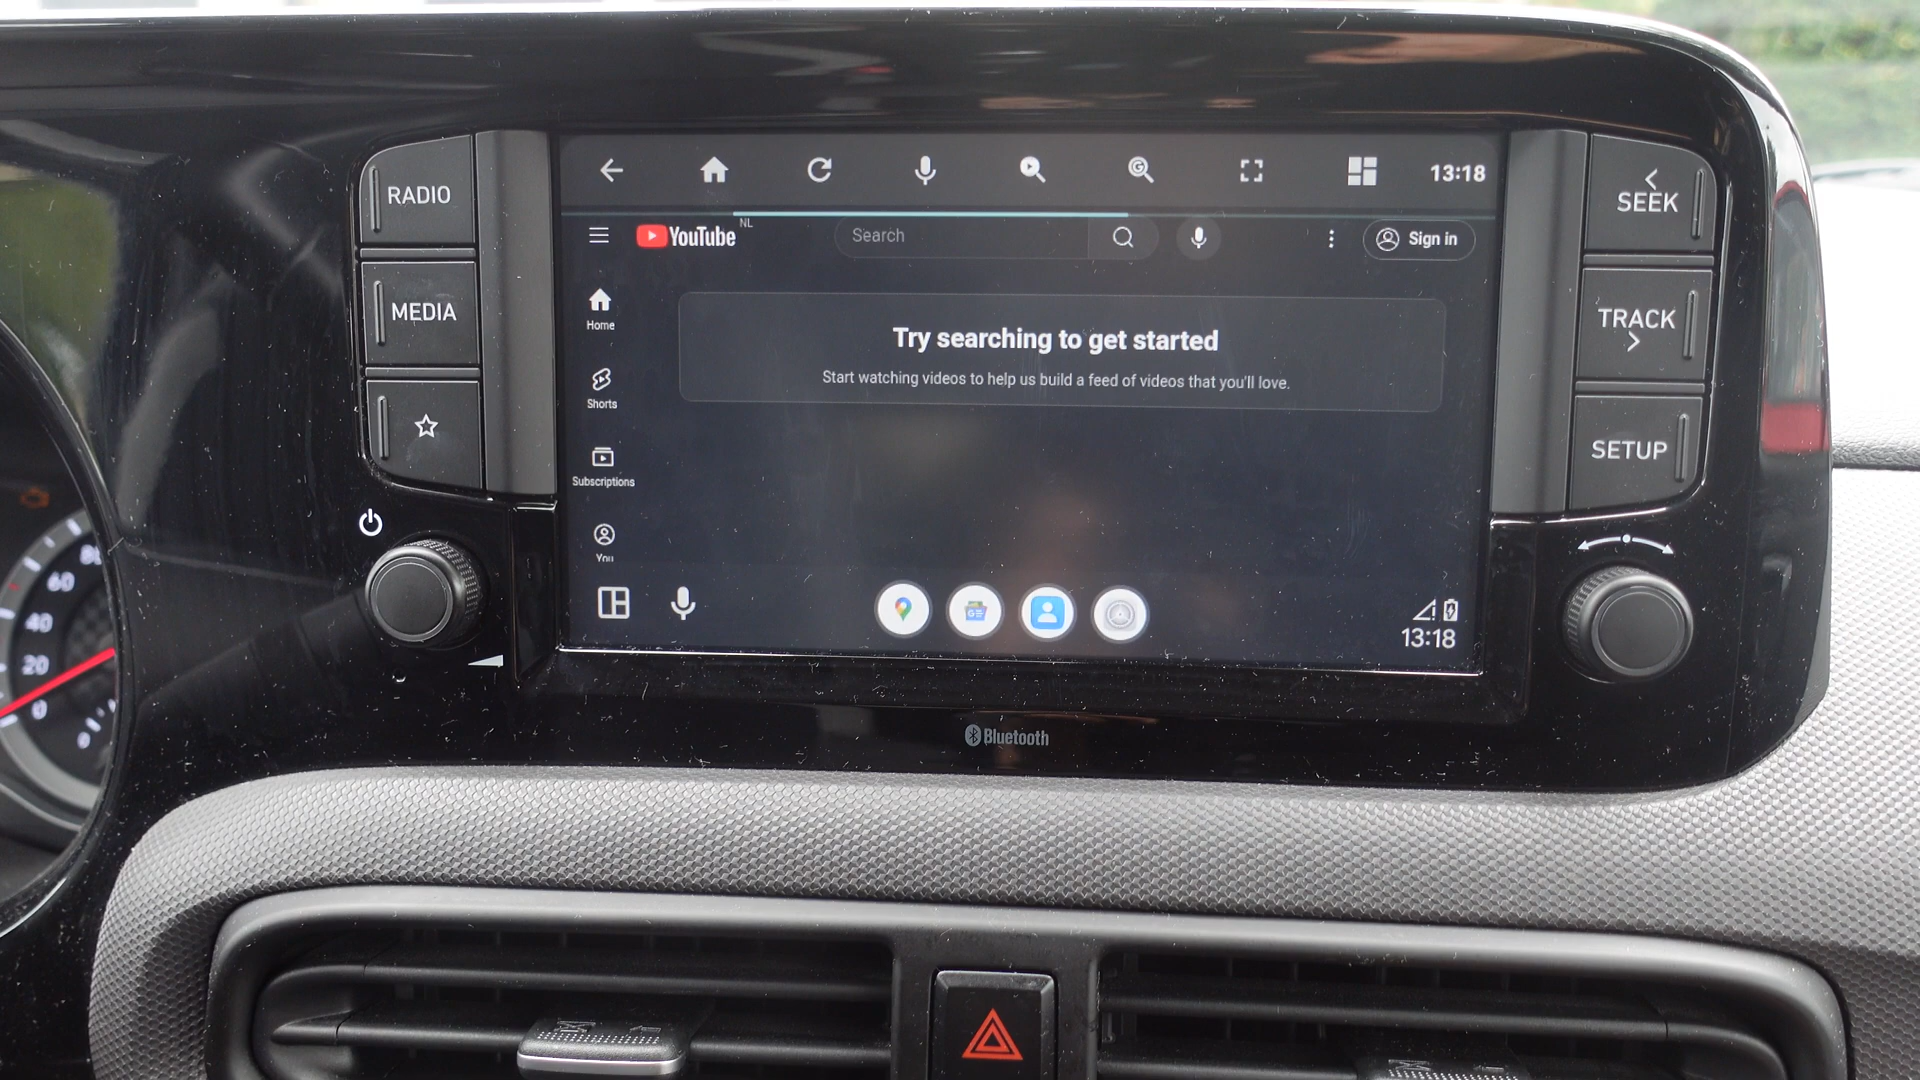 RADIO
MEDIA
13:18
SEEK
TRACK
SETUP
YouTube NL
Search
Sign in
Home
Shorts
Subscriptions
You
Try searching to get started
Start watching videos to help us build a feed of videos that you'll love.
13:18
Bluetooth
80
60
40
20
0